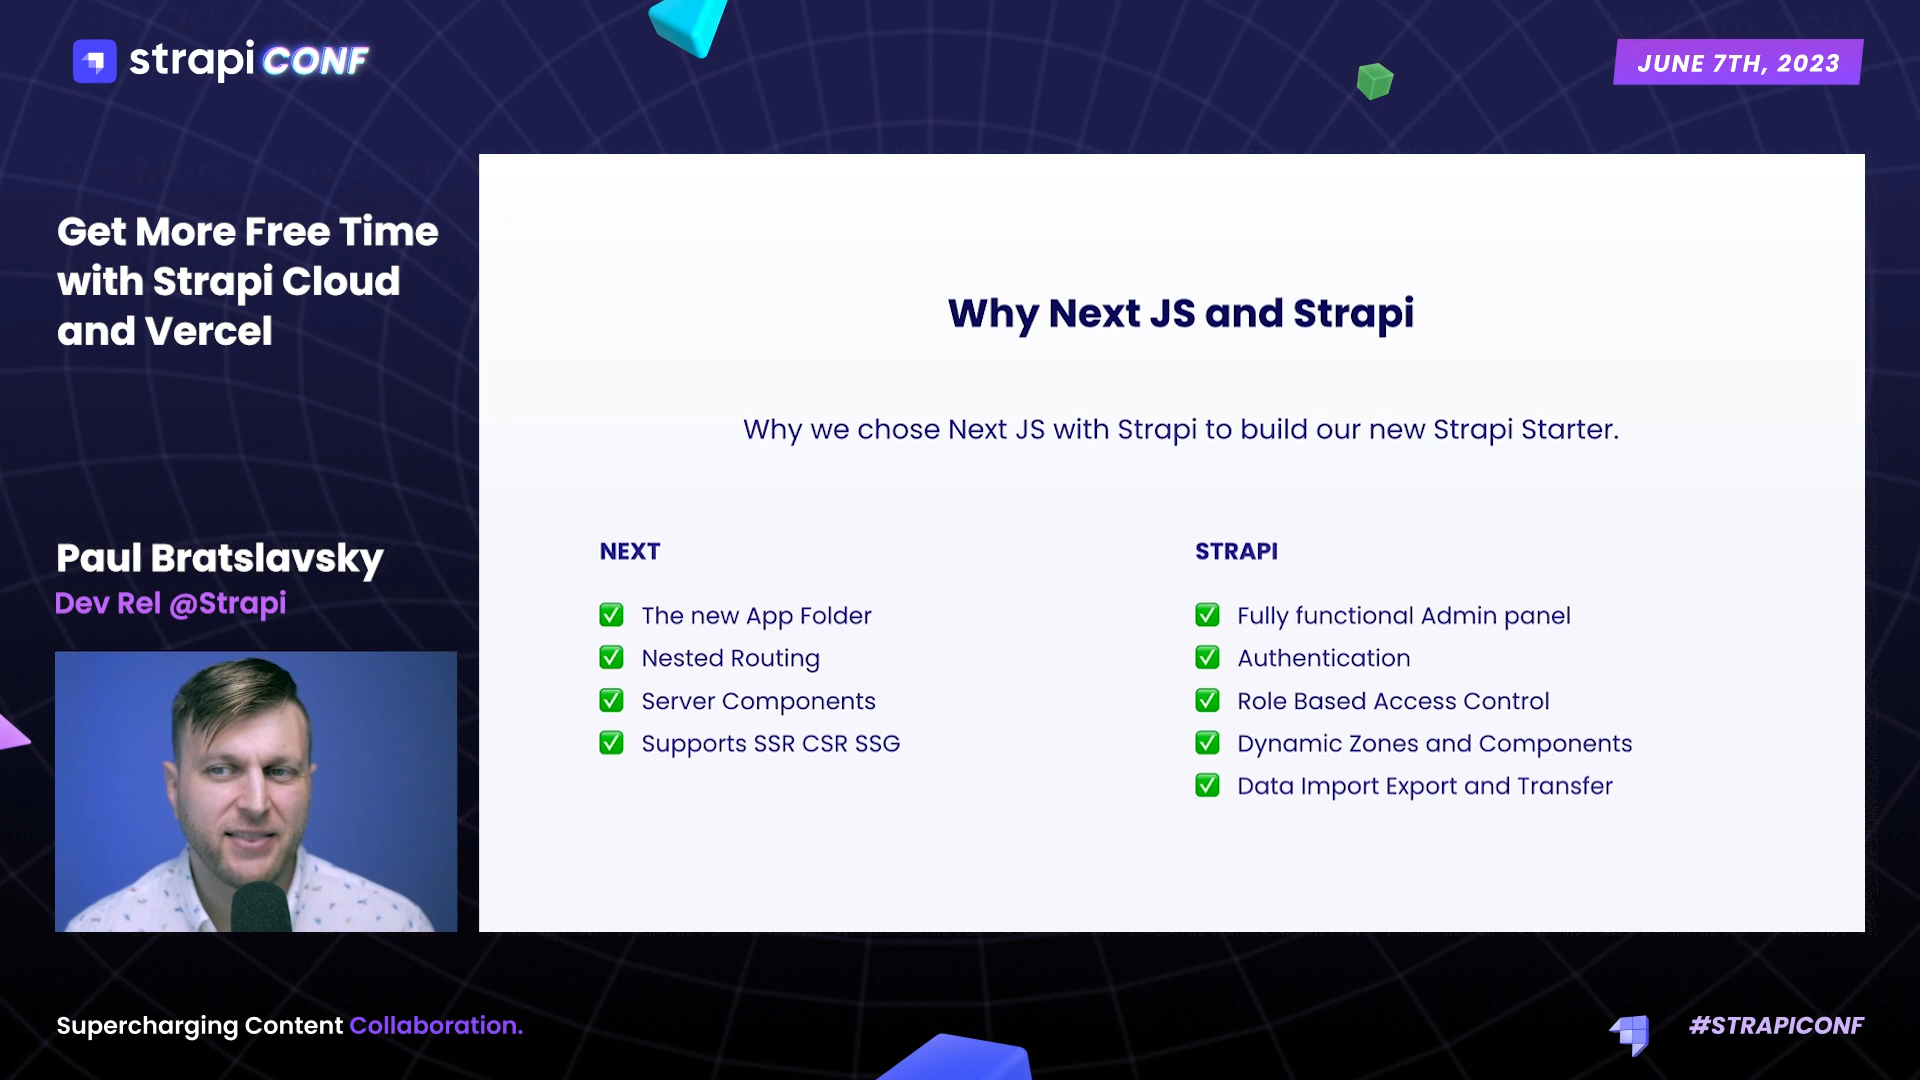 strapi CONF
JUNE 7TH, 2023
Get More Free Time
with Strapi Cloud
and Vercel
Paul Bratslavsky
Dev Rel @Strapi
Why Next JS and Strapi
Why we chose Next JS with Strapi to build our new Strapi Starter.
NEXT
The new App Folder
Nested Routing
Server Components
Supports SSR CSR SSG
STRAPI
Fully functional Admin panel
Authentication
Role Based Access Control
Dynamic Zones and Components
Data Import Export and Transfer
Supercharging Content Collaboration.
#STRAPICONF